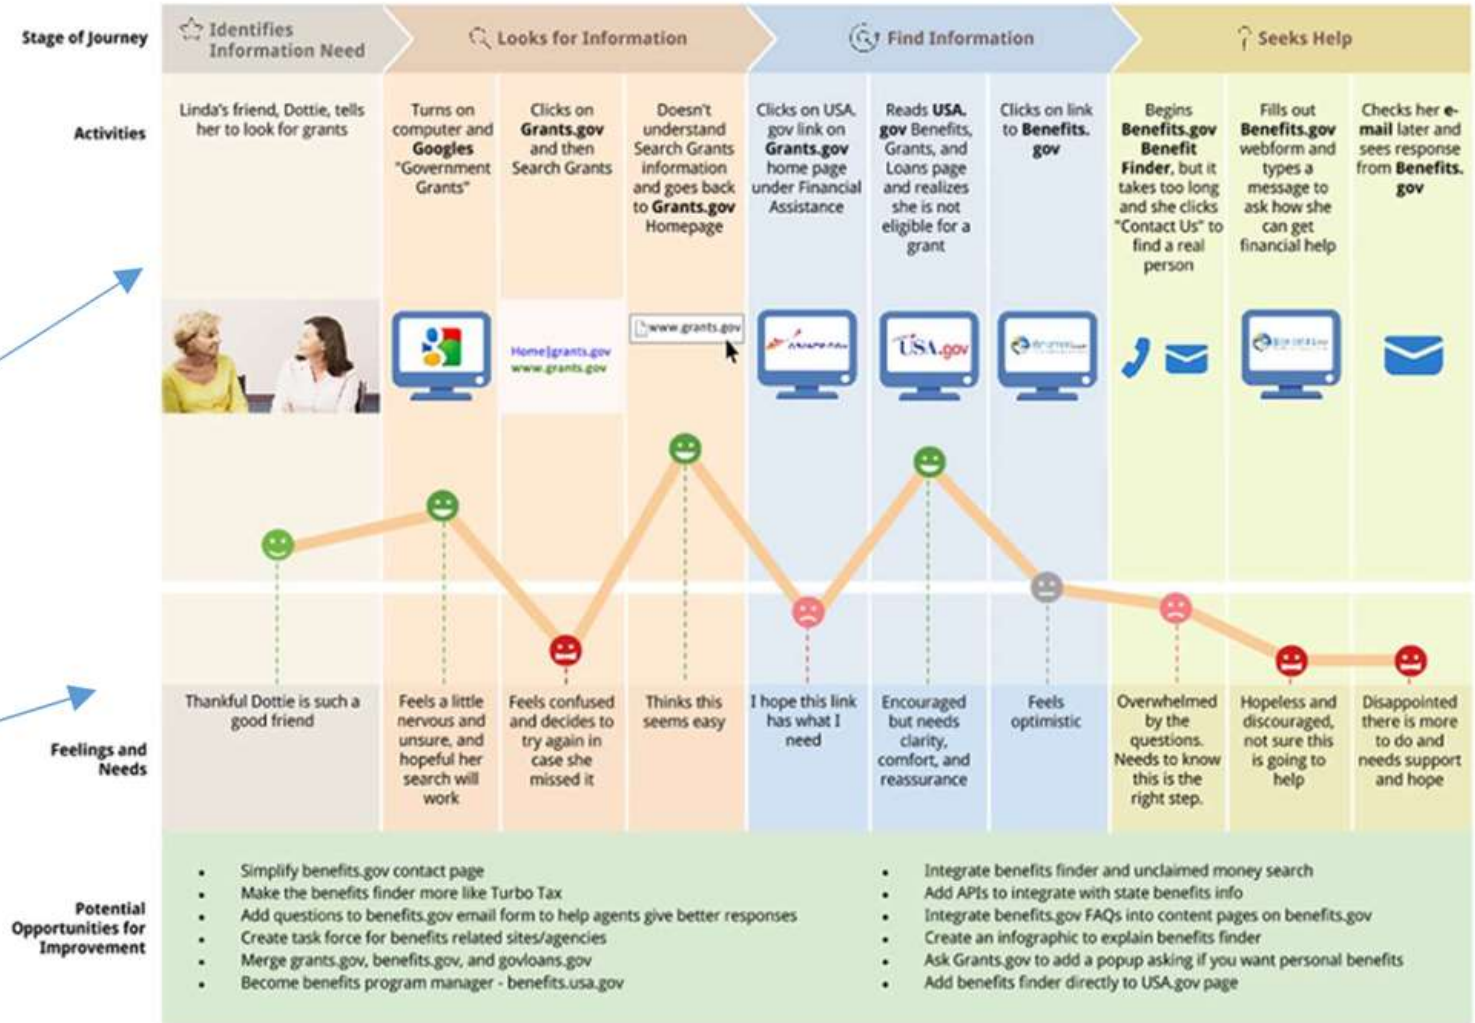 Stage of Journey
Identifies
Information Need
Looks for Information
Find Information
Seeks Help
Activities
Linda's friend, Dottie, tells
her to look for grants
Turns on
computer and
Googles
"Government
Grants"
Clicks on
Grants.gov
and then
Search Grants
Doesn't
understand
Search Grants
information
and goes back
to Grants.gov
Homepage
Clicks on USA.
gov link on
Grants.gov
home page
under Financial
Assistance
Reads USA.
gov Benefits,
Grants, and
Loans page
and realizes
she is not
eligible for a
grant
Clicks on link
to Benefits.
gov
Begins
Benefits.gov
Benefit
Finder, but it
takes too long
and she clicks
"Contact Us" to
find a real
person
Fills out
Benefits.gov
webform and
types a
message to
ask how she
can get
financial help
Checks her e-
mail later and
sees response
from Benefits.
gov
Home|grants.gov
www.grants.gov
www.grants.gov
USA.gov
Feelings and
Needs
Thankful Dottie is such a
good friend
Feels a little
nervous and
unsure, and
hopeful her
search will
work
Feels confused
and decides to
try again in
case she
missed it
Thinks this
seems easy
I hope this link
has what I
need
Encouraged
but needs
clarity,
comfort, and
reassurance
Feels
optimistic
Overwhelmed
by the
questions.
Needs to know
this is the
right step.
Hopeless and
discouraged,
not sure this
is going to
help
Disappointed
there is more
to do and
needs support
and hope
Potential
Opportunities for
Improvement
• Simplify benefits.gov contact page
• Make the benefits finder more like Turbo Tax
• Add questions to benefits.gov email form to help agents give better responses
• Create task force for benefits related sites/agencies
• Merge grants.gov, benefits.gov, and govloans.gov
• Become benefits program manager - benefits.usa.gov
• Integrate benefits finder and unclaimed money search
• Add APIs to integrate with state benefits info
• Integrate benefits.gov FAQs into content pages on benefits.gov
• Create an infographic to explain benefits finder
• Ask Grants.gov to add a popup asking if you want personal benefits
• Add benefits finder directly to USA.gov page